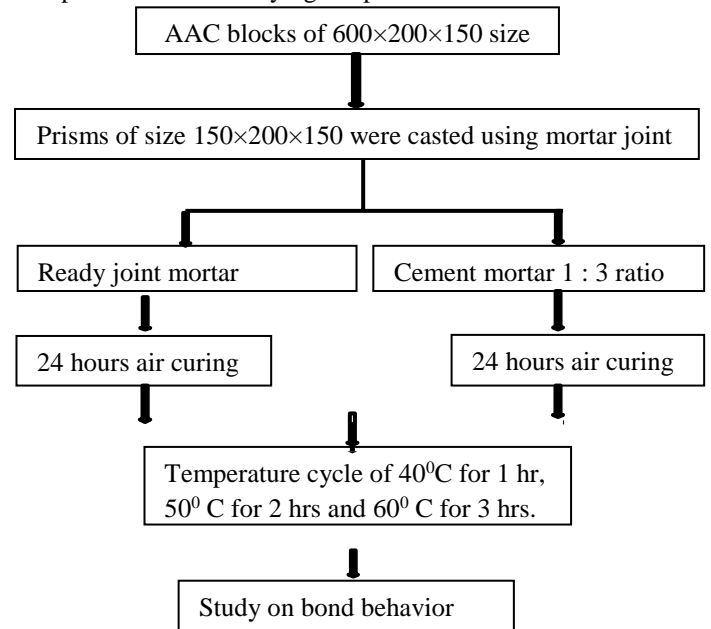 AAC blocks of 600×200×150 size
Prisms of size 150×200×150 were casted using mortar joint
Ready joint mortar
Cement mortar 1 : 3 ratio
24 hours air curing
24 hours air curing
Temperature cycle of 40⁰C for 1 hr,
50⁰ C for 2 hrs and 60⁰ C for 3 hrs.
Study on bond behavior